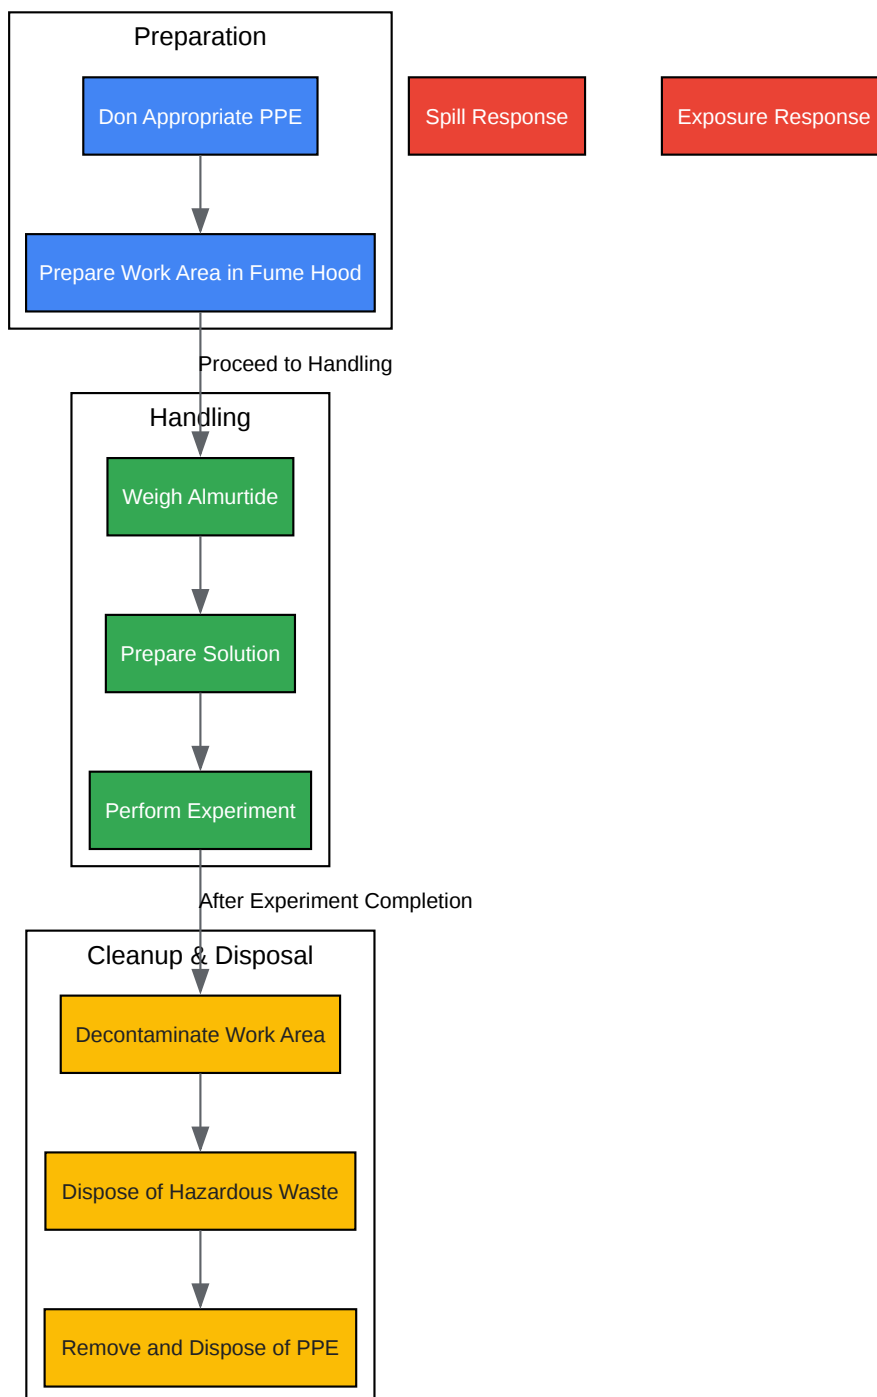 Preparation
Don Appropriate PPE
Spill Response
Exposure Response
Prepare Work Area in Fume Hood
Proceed to Handling
Handling
Weigh Almurtide
Prepare Solution
Perform Experiment
After Experiment Completion
Cleanup & Disposal
Decontaminate Work Area
Dispose of Hazardous Waste
Remove and Dispose of PPE